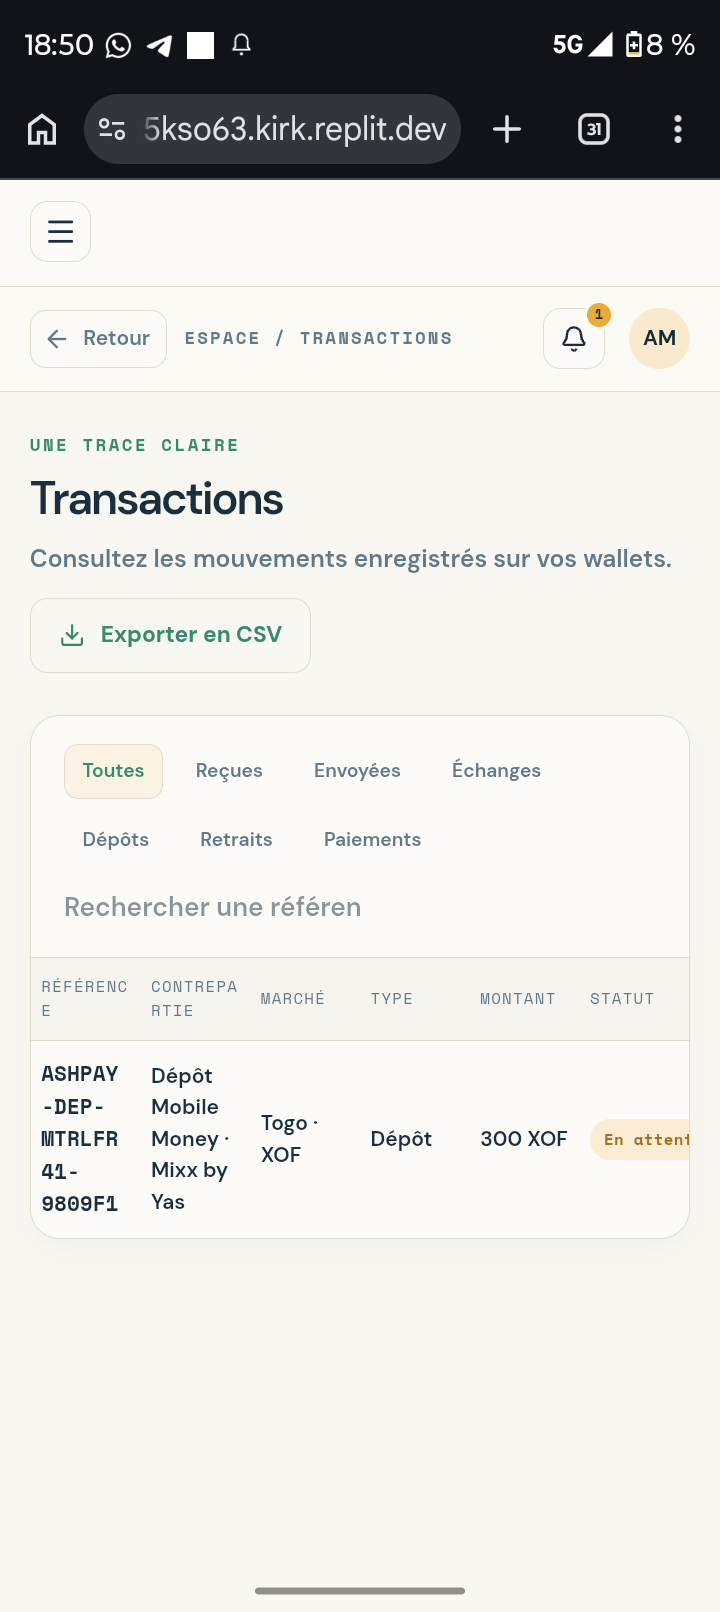 18:50
5G 8 %
5kso63.kirk.replit.dev
31
Retour
ESPACE / TRANSACTIONS
1
AM
UNE TRACE CLAIRE
Transactions
Consultez les mouvements enregistrés sur vos wallets.
Exporter en CSV
Toutes Reçues Envoyées Échanges
Dépôts Retraits Paiements
Rechercher une référen
RÉFÉRENC
E
CONTREPA
RTIE
MARCHÉ
TYPE
MONTANT
STATUT
ASHPAY
-DEP-
MTRLFR
41-
9809F1
Dépôt
Mobile
Money ·
Mixx by
Yas
Togo ·
XOF
Dépôt
300 XOF
En attent